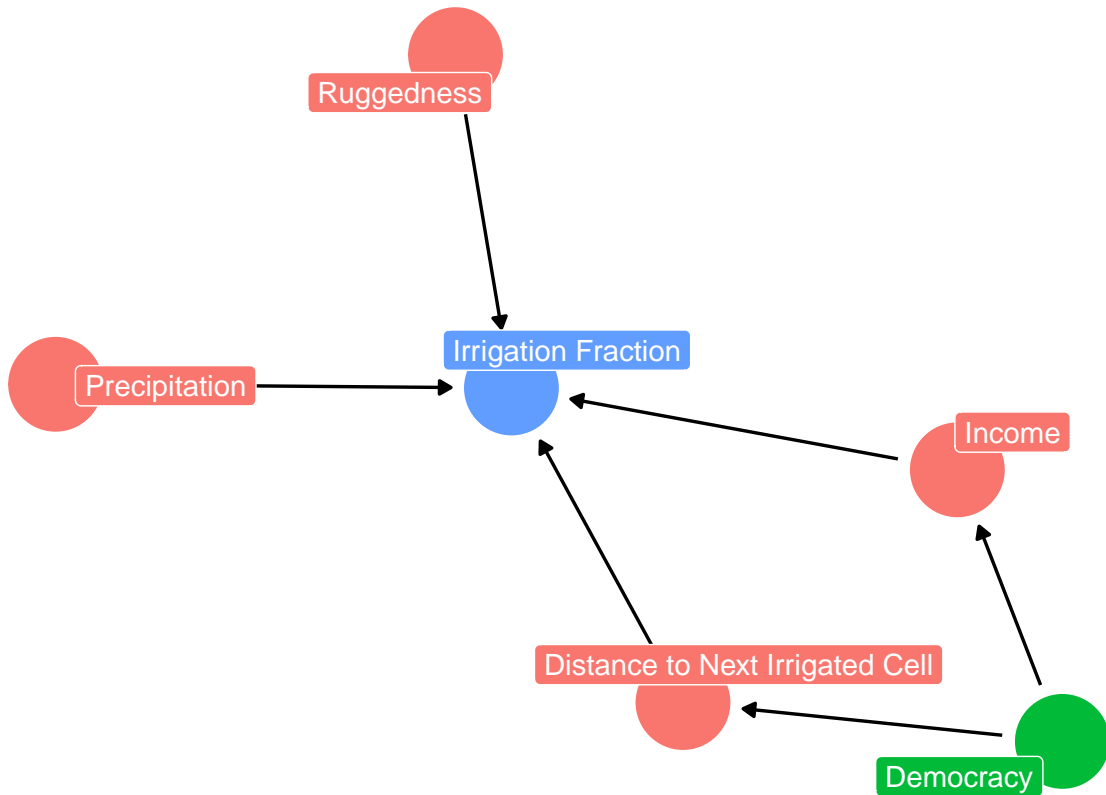 Ruggedness
Irrigation Fraction
Precipitation
Income
Distance to Next Irrigated Cell
Democracy